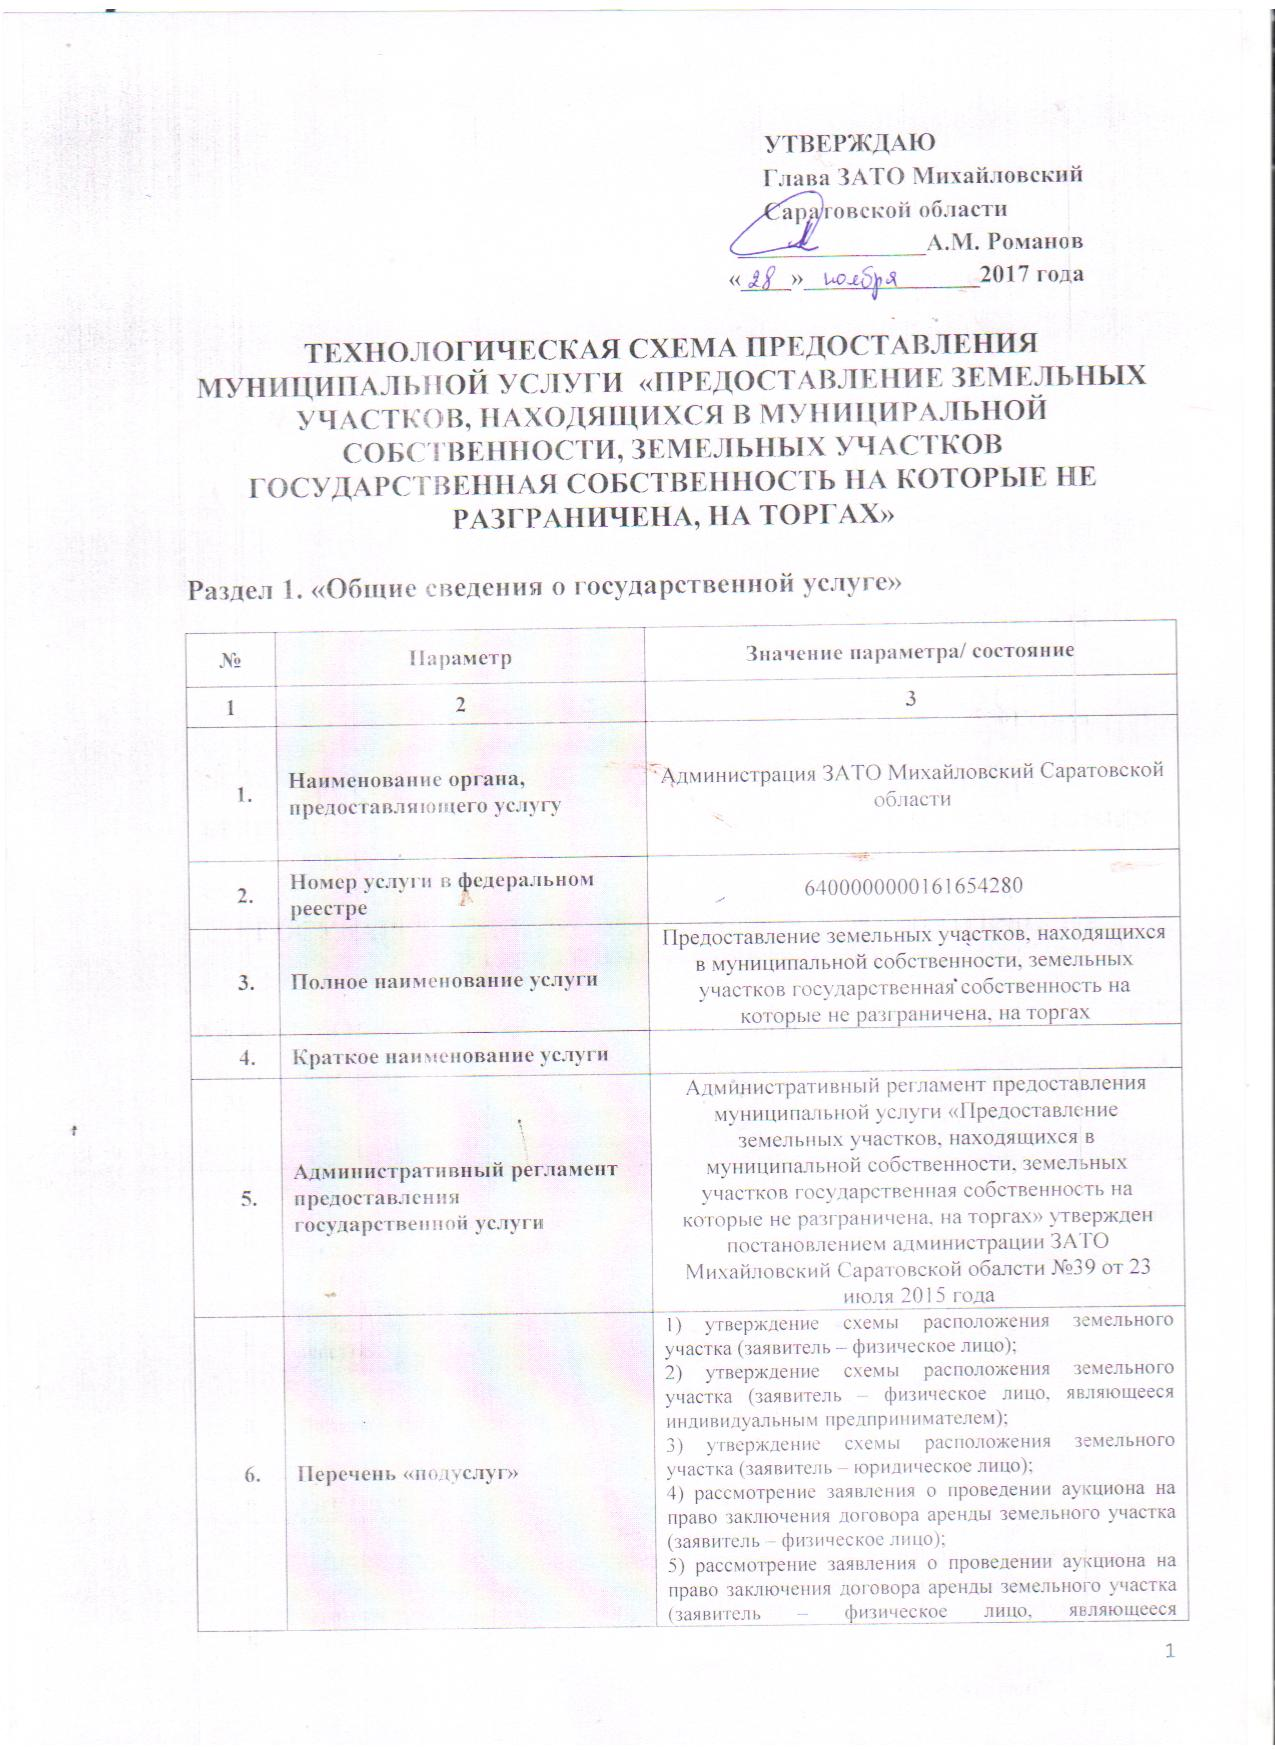 УТВЕРЖДАЮ
Глава ЗАТО Михайловский
Саратовской области
А.М. Романов
«28» ноября 2017 года
ТЕХНОЛОГИЧЕСКАЯ СХЕМА ПРЕДОСТАВЛЕНИЯ
МУНИЦИПАЛЬНОЙ УСЛУГИ «ПРЕДОСТАВЛЕНИЕ ЗЕМЕЛЬНЫХ
УЧАСТКОВ, НАХОДЯЩИХСЯ В МУНИЦИРАЛЬНОЙ
СОБСТВЕННОСТИ, ЗЕМЕЛЬНЫХ УЧАСТКОВ
ГОСУДАРСТВЕННАЯ СОБСТВЕННОСТЬ НА КОТОРЫЕ НЕ
РАЗГРАНИЧЕНА, НА ТОРГАХ»
Раздел 1. «Общие сведения о государственной услуге»
№ Параметр Значение параметра/ состояние
1 2 3
1.
Наименование органа,
предоставляющего услугу
Администрация ЗАТО Михайловский Саратовской
области
2.
Номер услуги в федеральном
реестре
6400000000161654280
3.
Полное наименование услуги
Предоставление земельных участков, находящихся
в муниципальной собственности, земельных
участков государственная собственность на
которые не разграничена, на торгах
4.
Краткое наименование услуги
5.
Административный регламент
предоставления
государственной услуги
Административный регламент предоставления
муниципальной услуги «Предоставление
земельных участков, находящихся в
муниципальной собственности, земельных
участков государственная собственность на
которые не разграничена, на торгах» утвержден
постановлением администрации ЗАТО
Михайловский Саратовской обалсти №39 от 23
июля 2015 года
6.
Перечень «подуслуг»
1) утверждение схемы расположения земельного
участка (заявитель – физическое лицо);
2) утверждение схемы расположения земельного
участка (заявитель – физическое лицо, являющееся
индивидуальным предпринимателем);
3) утверждение схемы расположения земельного
участка (заявитель – юридическое лицо);
4) рассмотрение заявления о проведении аукциона на
право заключения договора аренды земельного участка
(заявитель – физическое лицо);
5) рассмотрение заявления о проведении аукциона на
право заключения договора аренды земельного участка
(заявитель – физическое лицо, являющееся
1